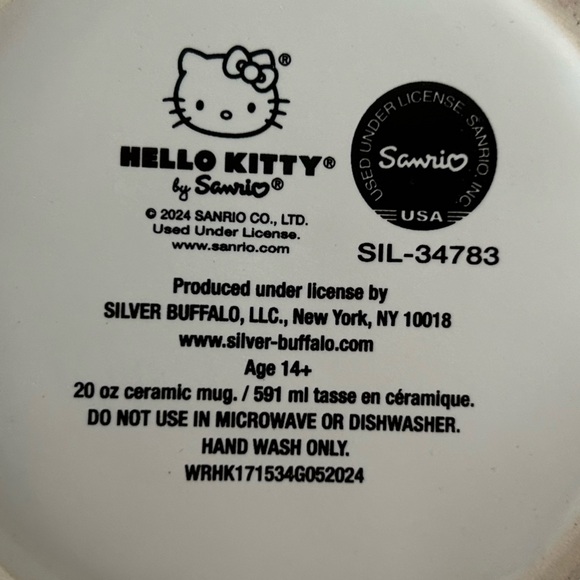 ®
HELLO KITTY®
by Sanrio®
© 2024 SANRIO CO., LTD.
Used Under License.
www.sanrio.com
USED UNDER LICENSE, SANRIO, INC.
Sanrio
USA
SIL-34783
Produced under license by
SILVER BUFFALO, LLC., New York, NY 10018
www.silver-buffalo.com
Age 14+
20 oz ceramic mug. / 591 ml tasse en céramique.
DO NOT USE IN MICROWAVE OR DISHWASHER.
HAND WASH ONLY.
WRHK171534G052024